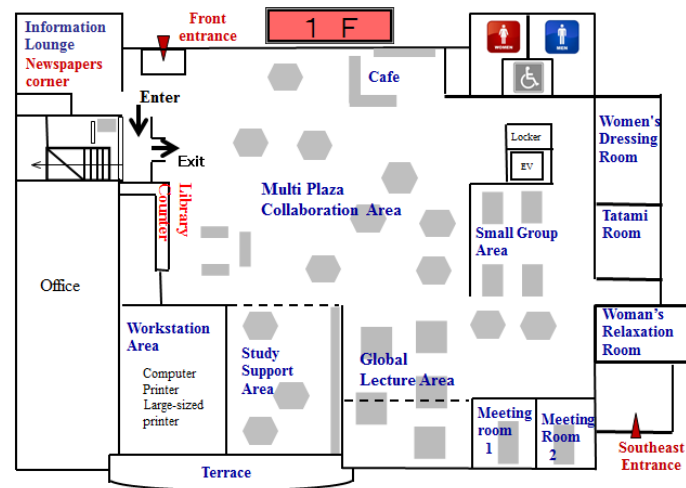 Information
Lounge
Newspapers
corner
Front
entrance
1 F
WOMEN
MEN
Cafe
Enter
Exit
Library
Counter
Multi Plaza
Collaboration Area
Locker
EV
Women's
Dressing
Room
Small Group
Area
Tatami
Room
Office
Workstation
Area
Computer
Printer
Large-sized
printer
Study
Support
Area
Global
Lecture Area
Woman's
Relaxation
Room
Meeting
room
1
Meeting
Room
2
Southeast
Entrance
Terrace